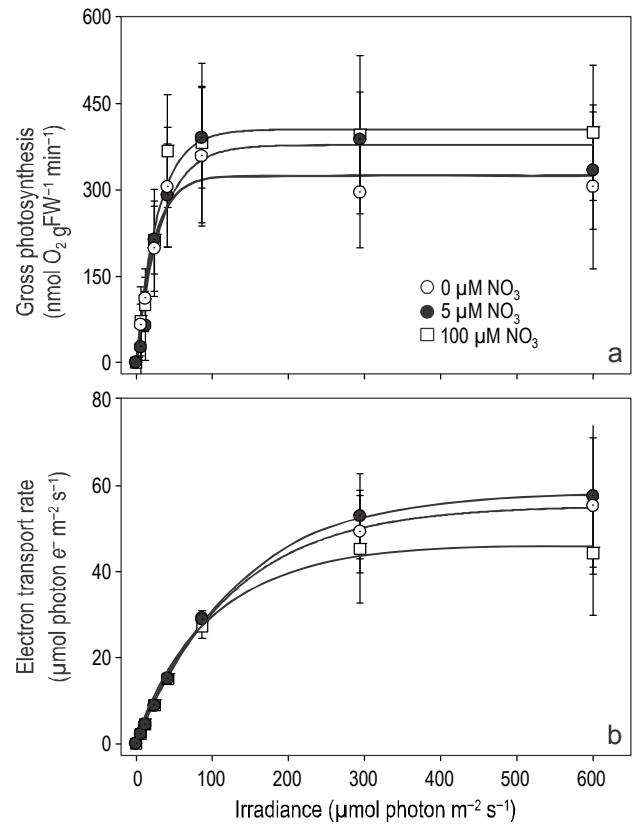 600
450
300
150
0
Gross photosynthesis
(nmol O₂ gFW⁻¹ min⁻¹)
0 µM NO₃
5 µM NO₃
100 µM NO₃
a
80
60
40
20
0
Electron transport rate
(µmol photon e⁻ m⁻² s⁻¹)
b
0 100 200 300 400 500 600
Irradiance (µmol photon m⁻² s⁻¹)